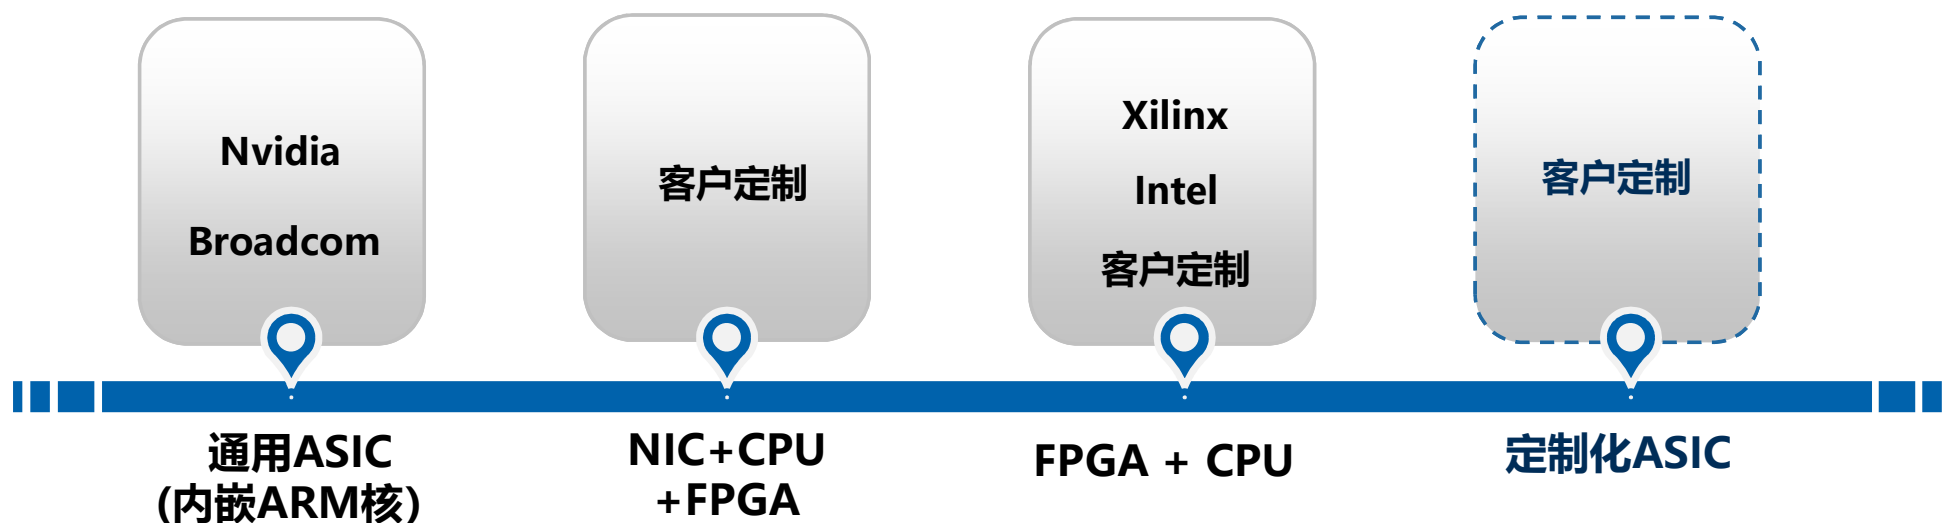 Nvidia
Broadcom
客户定制
Xilinx
Intel
客户定制
客户定制
通用ASIC
(内嵌ARM核)
NIC+CPU
+FPGA
FPGA + CPU
定制化ASIC